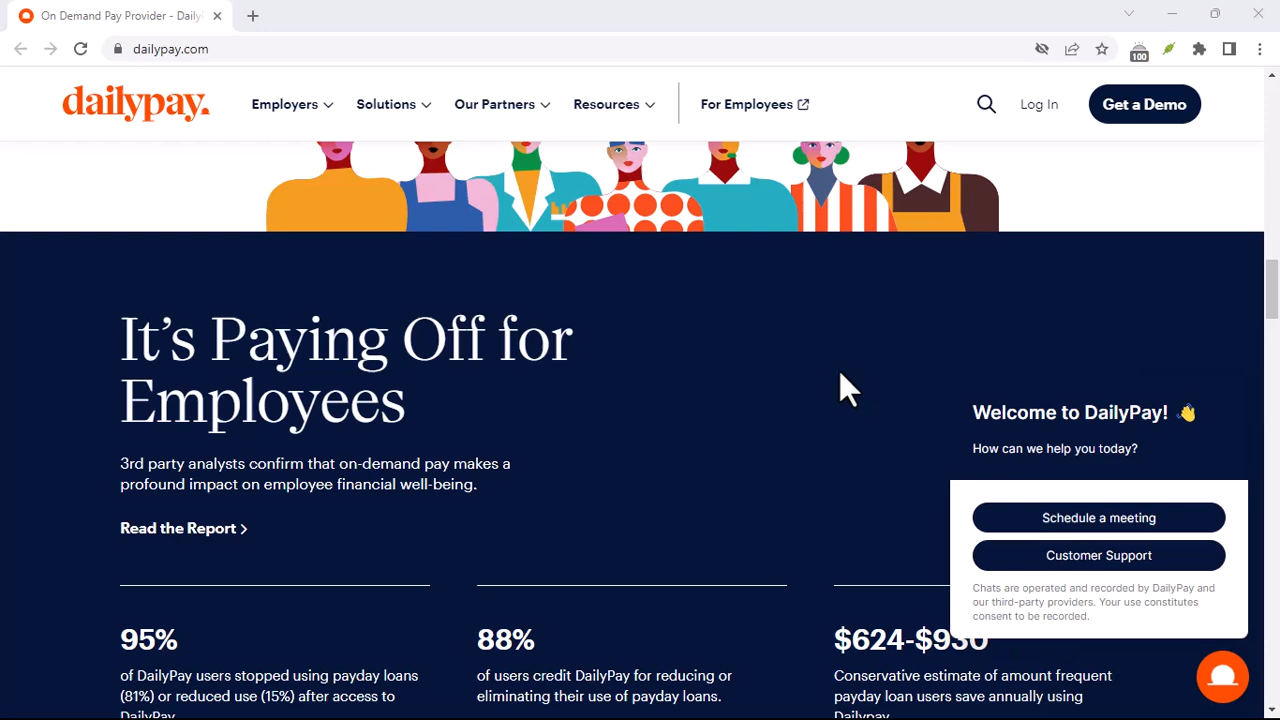 On Demand Pay Provider - Daily
dailypay.com
100
dailypay.
Employers
Solutions
Our Partners
Resources
For Employees
Log In
Get a Demo
It's Paying Off for
Employees
3rd party analysts confirm that on-demand pay makes a
profound impact on employee financial well-being.
Read the Report
Welcome to DailyPay! 👋
How can we help you today?
Schedule a meeting
Customer Support
Chats are operated and recorded by DailyPay and
our third-party providers. Your use constitutes
consent to be recorded.
95%
of DailyPay users stopped using payday loans
(81%) or reduced use (15%) after access to
DailyPay
88%
of users credit DailyPay for reducing or
eliminating their use of payday loans.
$624-$930
Conservative estimate of amount frequent
payday loan users save annually using
Dailypay